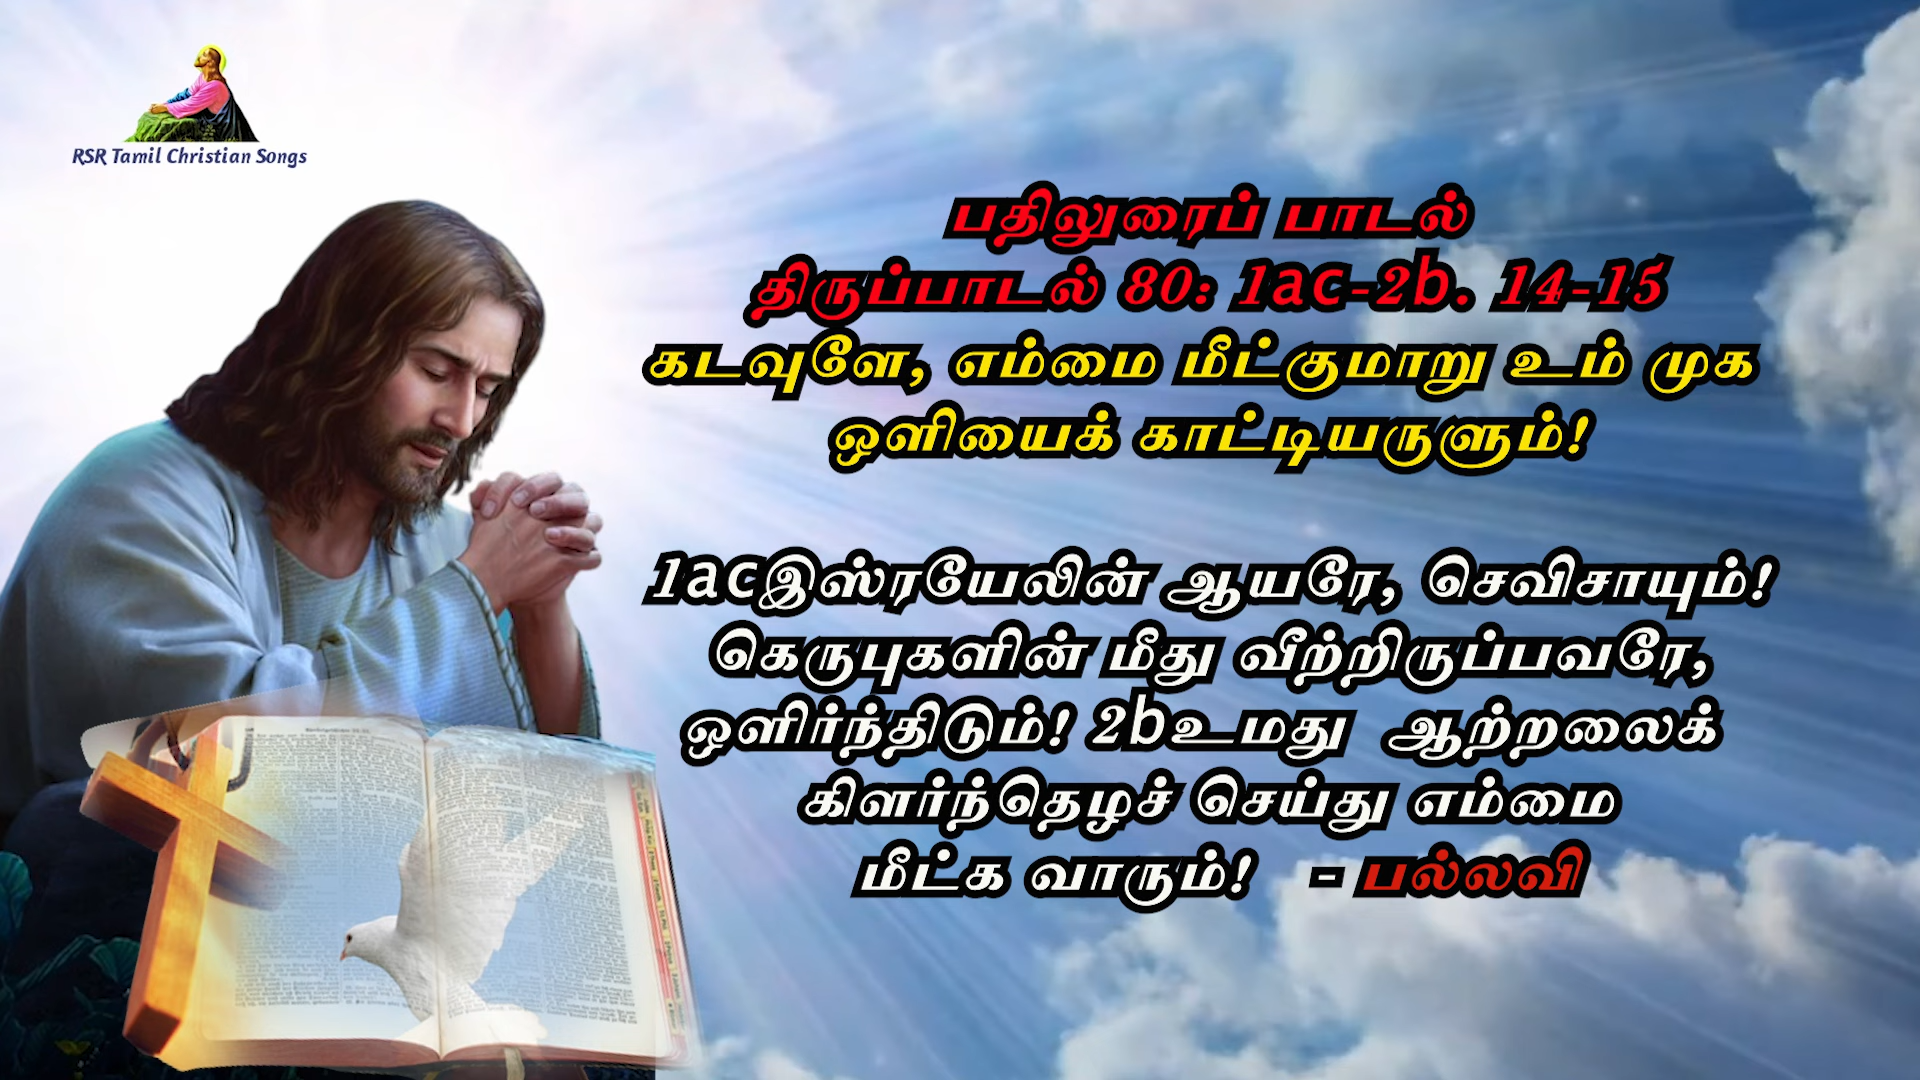 RSR Tamil Christian Songs
பதிலுரைப் பாடல்
திருப்பாடல் 80: 1ac-2b. 14-15
கடவுளே, எம்மை மீட்குமாறு உம் முக
ஒளியைக் காட்டியருளும்!
1acஇஸ்ரயேலின் ஆயரே, செவிசாயும்!
கெருபுகளின் மீது வீற்றிருப்பவரே,
ஒளிர்ந்திடும்! 2bஉமது ஆற்றலைக்
கிளர்ந்தெழச் செய்து எம்மை
மீட்க வாரும்! - பல்லவி